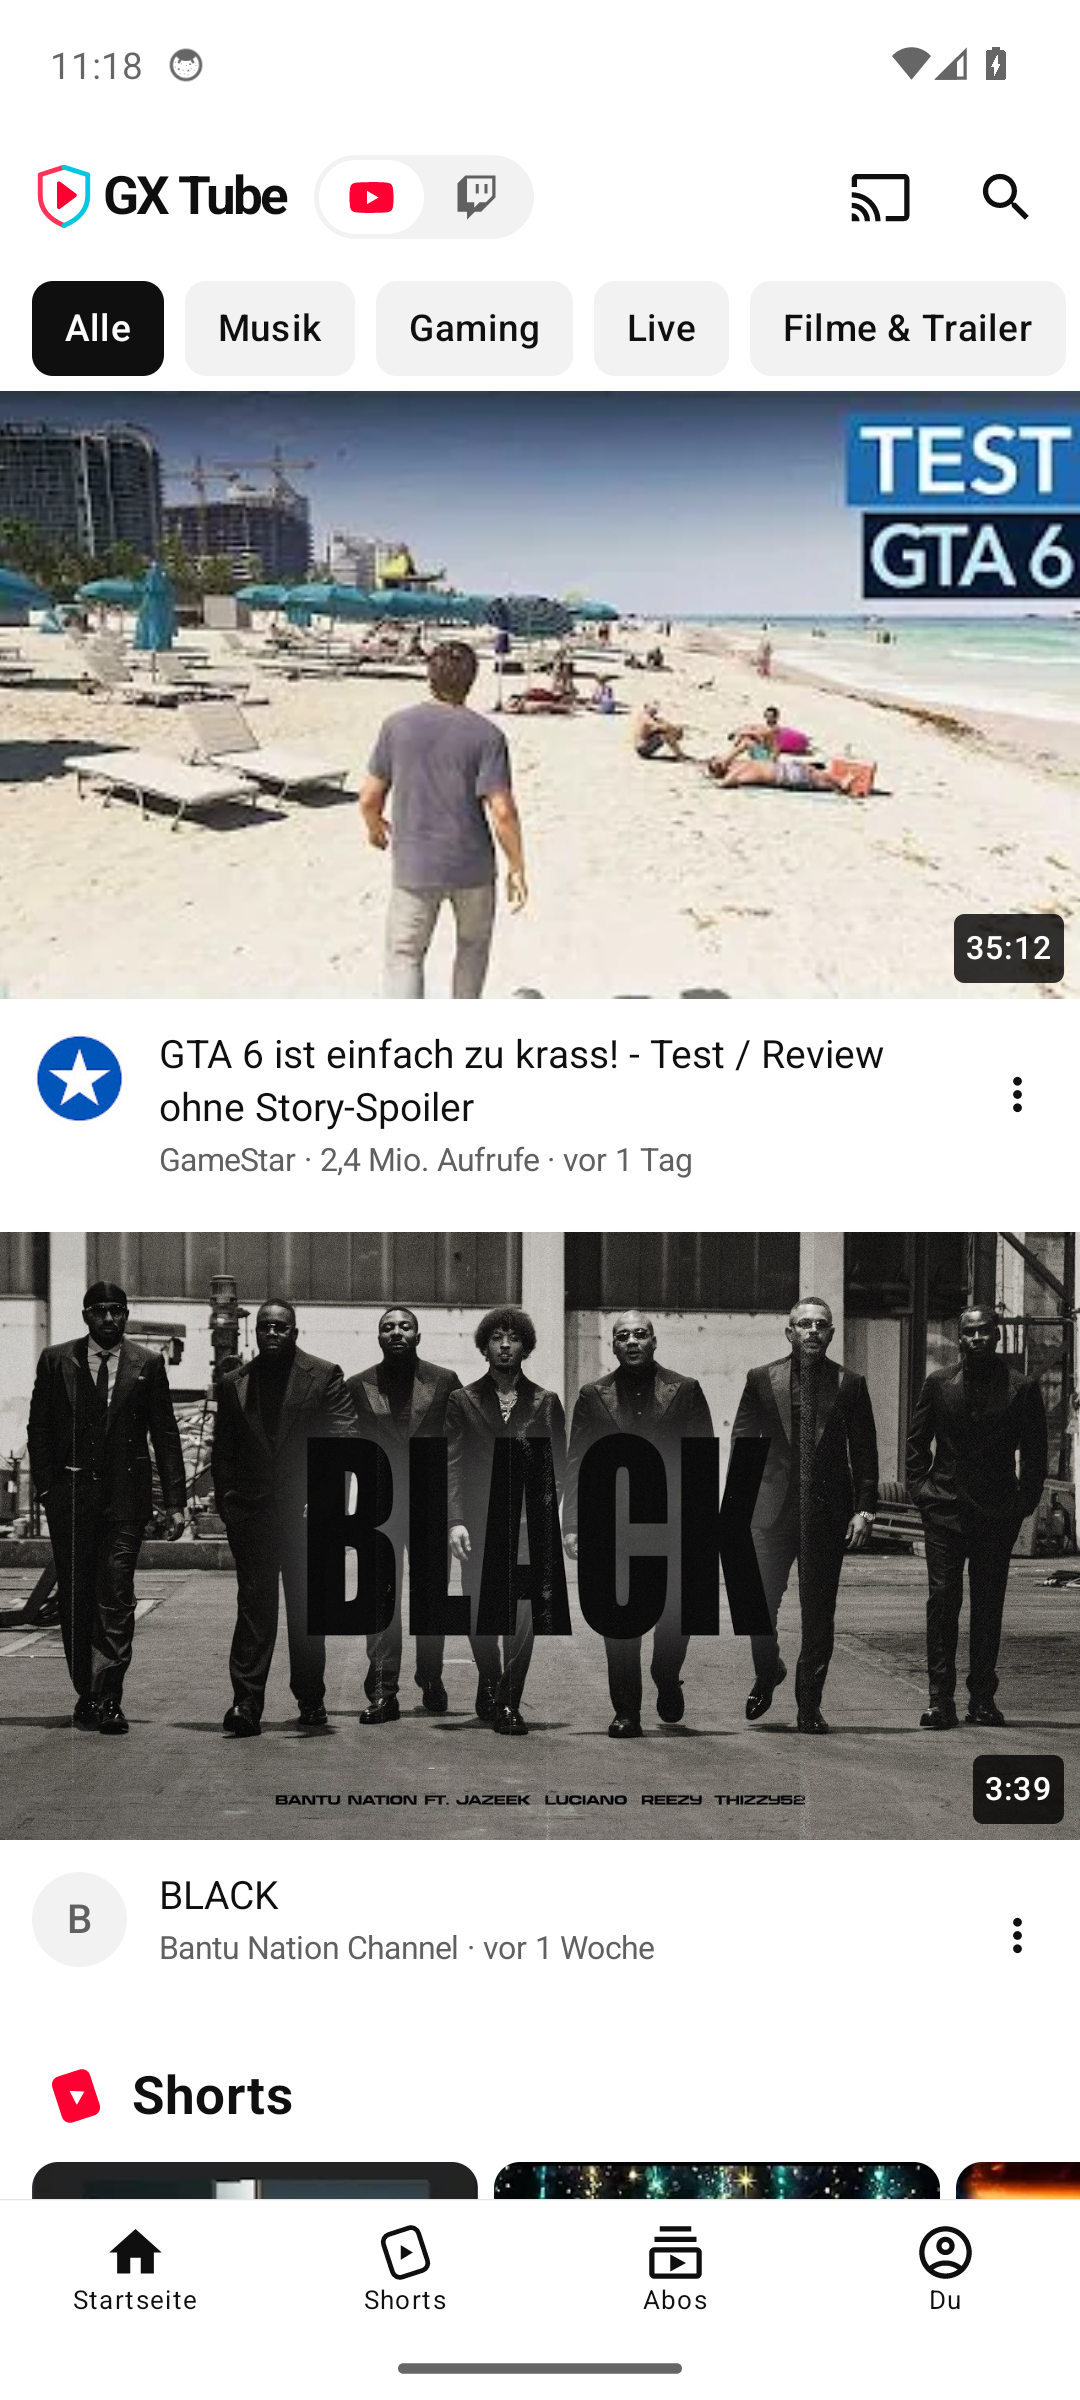 11:18
GX Tube
Alle
Musik
Gaming
Live
Filme & Trailer
TEST
GTA 6
35:12
GTA 6 ist einfach zu krass! - Test / Review
ohne Story-Spoiler
GameStar · 2,4 Mio. Aufrufe · vor 1 Tag
BLACK
BANTU NATION FT. JAZEEK LUCIANO REEZY THIZZY52
3:39
B
BLACK
Bantu Nation Channel · vor 1 Woche
Shorts
Startseite
Shorts
Abos
Du